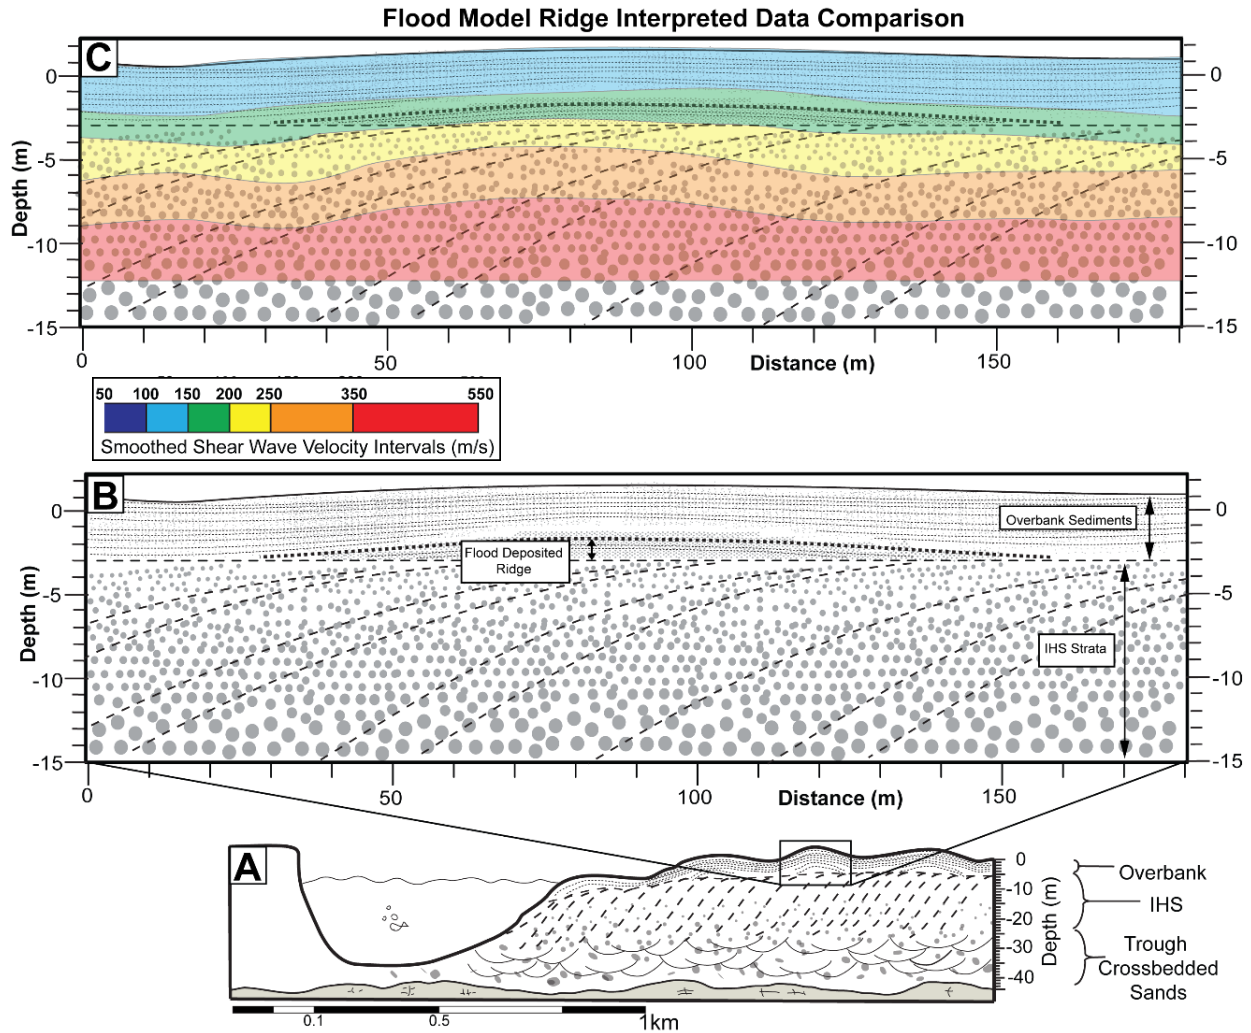 Flood Model Ridge Interpreted Data Comparison
C
0
-5
-10
-15
Depth (m)
0
-5
-10
-15
0 50 100 Distance (m) 150
50 100 150 200 250 350 550
Smoothed Shear Wave Velocity Intervals (m/s)
B
0
-5
-10
-15
Depth (m)
Overbank Sediments
Flood Deposited
Ridge
IHS Strata
0
-5
-10
-15
0 50 100 Distance (m) 150
A
0
-10
-20
-30
-40
Depth (m)
Overbank
IHS
Trough
Crossbedded
Sands
0.1 0.5 1km